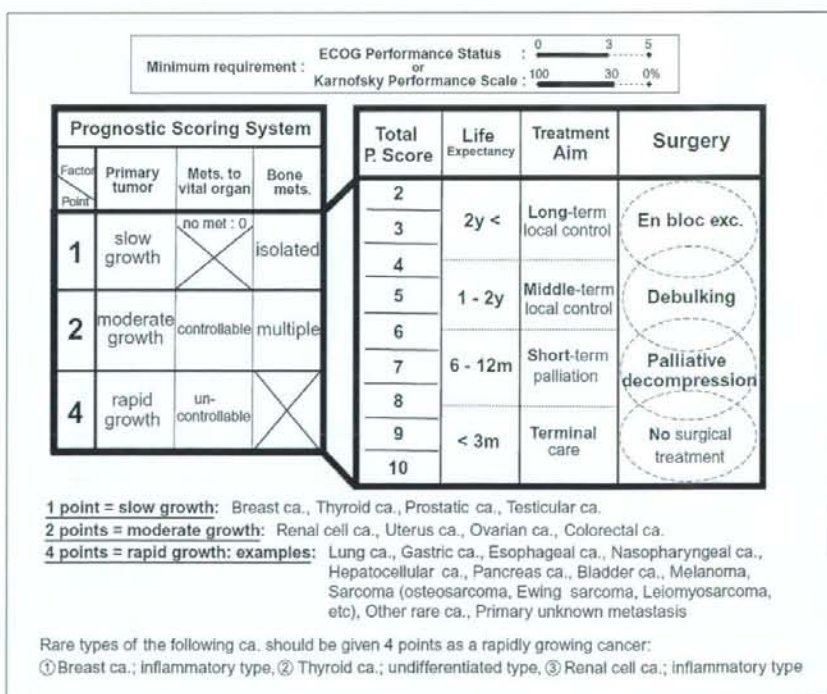 Minimum requirement : ECOG Performance Status : 0 3 5
or
Karnofsky Performance Scale : 100 30 0%
Prognostic Scoring System
Factor
Point
Primary tumor
Mets. to vital organ
Bone mets.
1
slow growth
no met : 0
isolated
2
moderate growth
controllable
multiple
4
rapid growth
un-controllable
Total P. Score
Life Expectancy
Treatment Aim
Surgery
2
3
4
5
6
7
8
9
10
2y <
Long-term local control
En bloc exc.
1 - 2y
Middle-term local control
Debulking
6 - 12m
Short-term palliation
Palliative decompression
< 3m
Terminal care
No surgical treatment
1 point = slow growth: Breast ca., Thyroid ca., Prostatic ca., Testicular ca.
2 points = moderate growth: Renal cell ca., Uterus ca., Ovarian ca., Colorectal ca.
4 points = rapid growth: examples: Lung ca., Gastric ca., Esophageal ca., Nasopharyngeal ca.,
Hepatocellular ca., Pancreas ca., Bladder ca., Melanoma,
Sarcoma (osteosarcoma, Ewing sarcoma, Leiomyosarcoma,
etc), Other rare ca., Primary unknown metastasis
Rare types of the following ca. should be given 4 points as a rapidly growing cancer:
①Breast ca.; inflammatory type, ② Thyroid ca.; undifferentiated type, ③ Renal cell ca.; inflammatory type